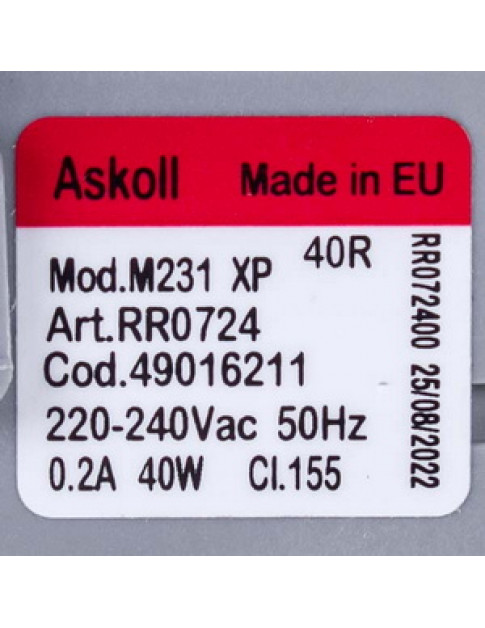 Askoll Made in EU
Mod.M231 XP 40R
Art.RR0724
Cod.49016211
220-240Vac 50Hz
0.2A 40W Cl.155
RR072400 25/08/2022